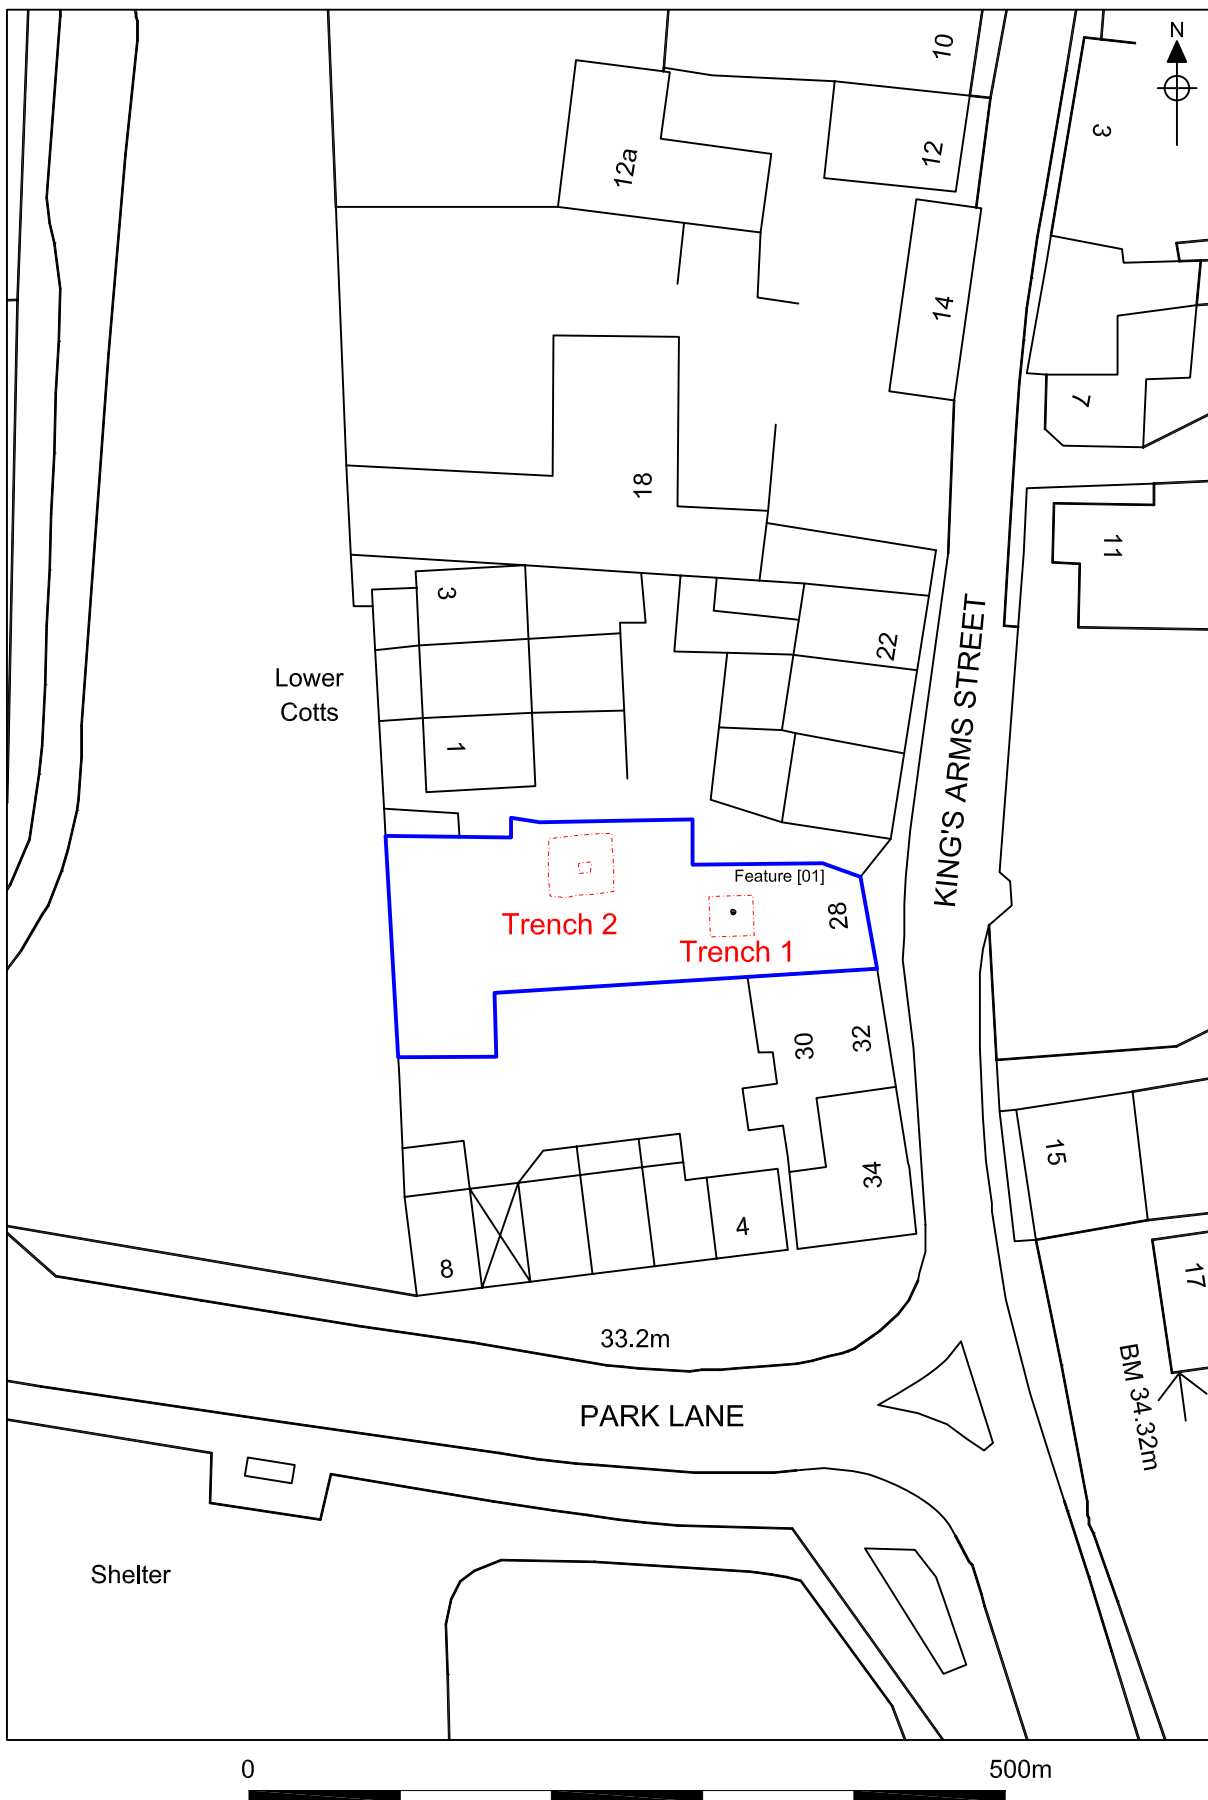 N
10
3
12
12a
14
7
18
11
3
22
Lower
Cotts
KING'S ARMS STREET
1
Feature [01]
28
Trench 2
Trench 1
30
32
15
34
4
8
17
33.2m
BM 34.32m
PARK LANE
Shelter
0
500m